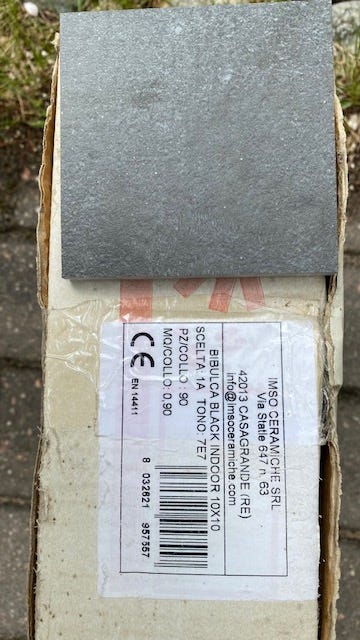 IMSO CERAMICHE SRL
Via Statle 647 n. 63
42013 CASAGRANDE (RE)
info@imsoceramiche.com
BIBULCA BLACK INDOOR 10X10
SCELTA: 1A TONO: 7E7
PZ/COLLO: 90
MQ/COLLO: 0.90
CE EN 14411
8 032621 957557